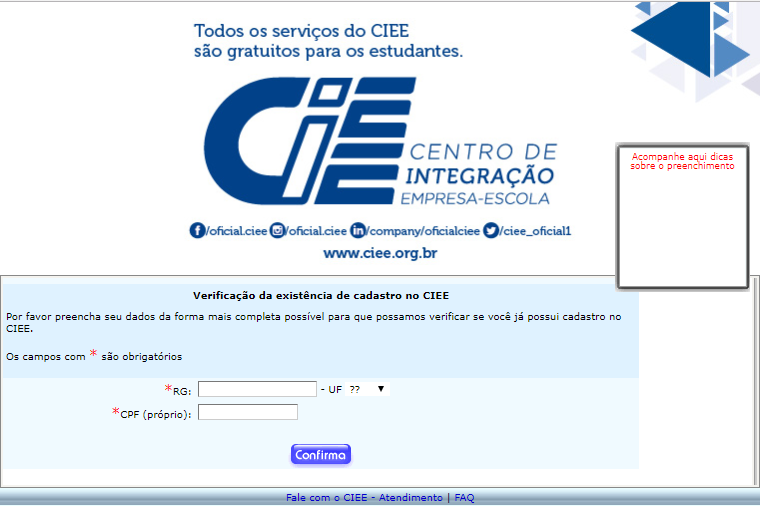 Todos os serviços do CIEE
são gratuitos para os estudantes.
CIEE
CENTRO DE
INTEGRAÇÃO
EMPRESA-ESCOLA
/oficial.ciee /oficial.ciee /company/oficialciee /ciee_oficial1
www.ciee.org.br
Acompanhe aqui dicas
sobre o preenchimento
Verificação da existência de cadastro no CIEE
Por favor preencha seu dados da forma mais completa possível para que possamos verificar se você já possui cadastro no
CIEE.
Os campos com * são obrigatórios
*RG: - UF ??
*CPF (próprio):
Confirma
Fale com o CIEE - Atendimento | FAQ